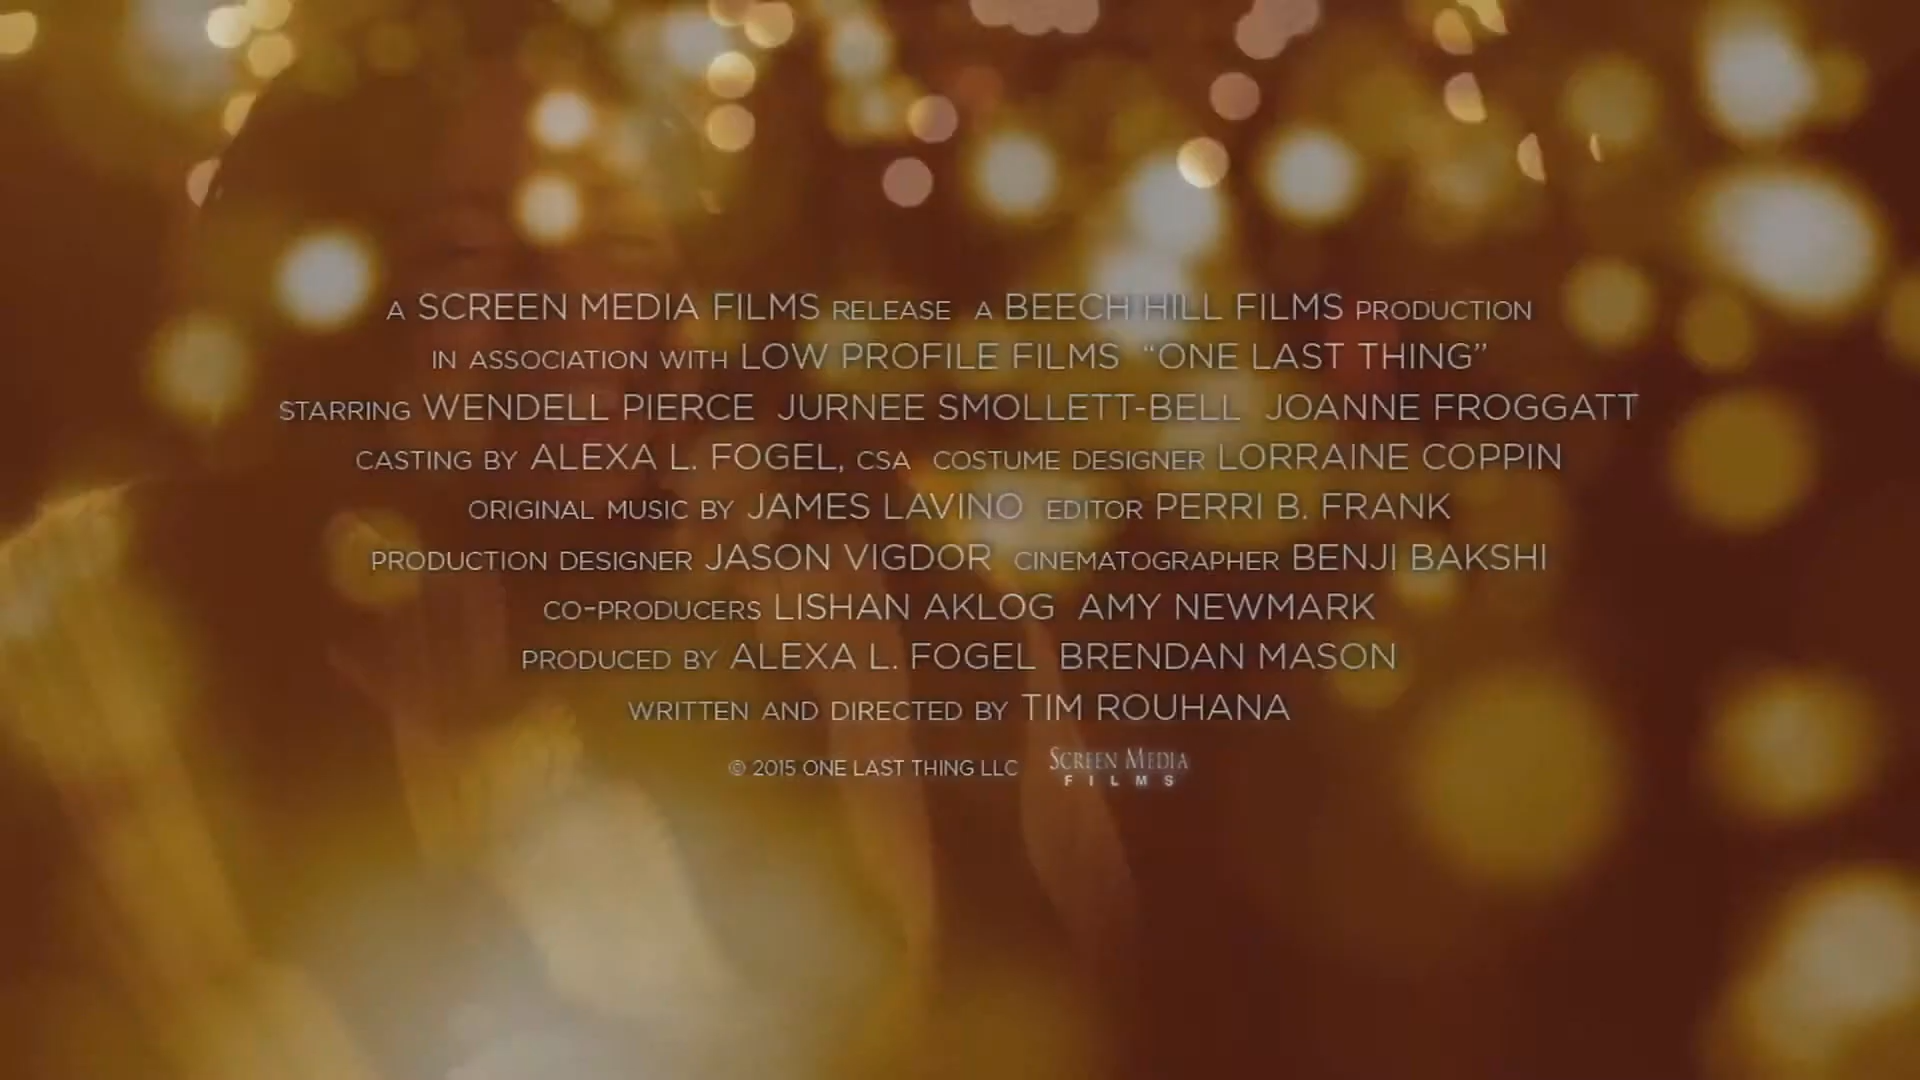 A SCREEN MEDIA FILMS RELEASE A BEECH HILL FILMS PRODUCTION
IN ASSOCIATION WITH LOW PROFILE FILMS “ONE LAST THING”
STARRING WENDELL PIERCE JURNEE SMOLLETT-BELL JOANNE FROGGATT
CASTING BY ALEXA L. FOGEL, CSA COSTUME DESIGNER LORRAINE COPPIN
ORIGINAL MUSIC BY JAMES LAVINO EDITOR PERRI B. FRANK
PRODUCTION DESIGNER JASON VIGDOR CINEMATOGRAPHER BENJI BAKSHI
CO-PRODUCERS LISHAN AKLOG AMY NEWMARK
PRODUCED BY ALEXA L. FOGEL BRENDAN MASON
WRITTEN AND DIRECTED BY TIM ROUHANA
© 2015 ONE LAST THING LLC SCREEN MEDIA
FILMS